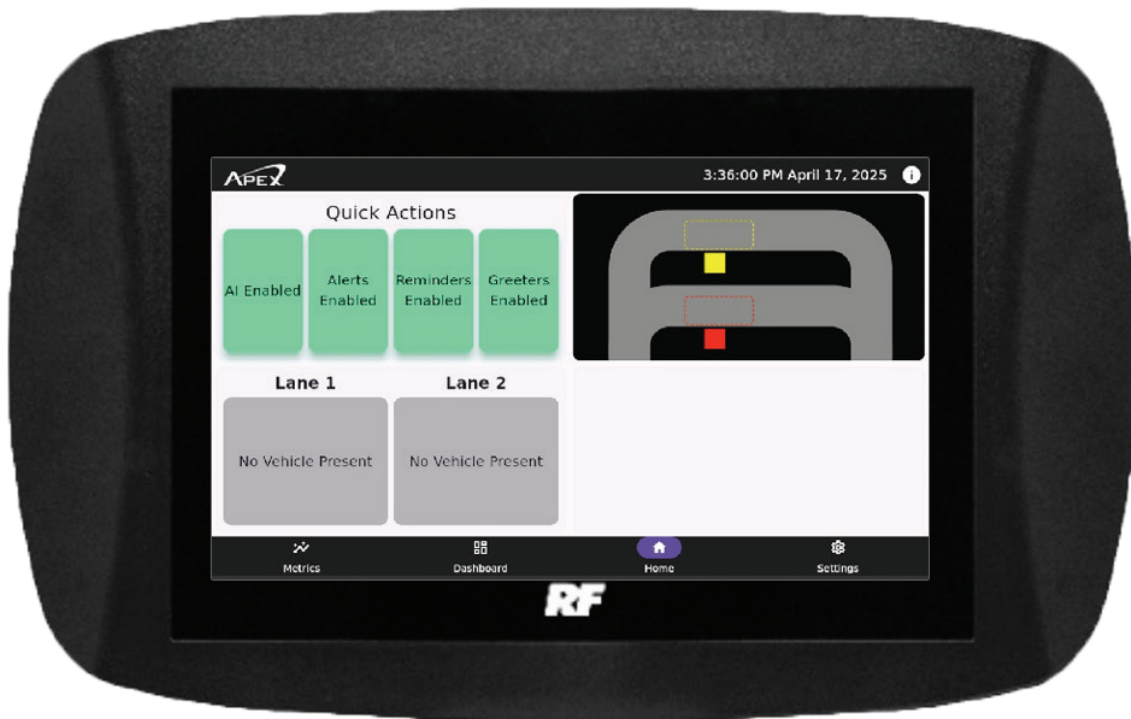 APEX
3:36:00 PM April 17, 2025 i
Quick Actions
AI Enabled
Alerts
Enabled
Reminders
Enabled
Greeters
Enabled
Lane 1
Lane 2
No Vehicle Present
No Vehicle Present
Metrics
Dashboard
Home
Settings
RF